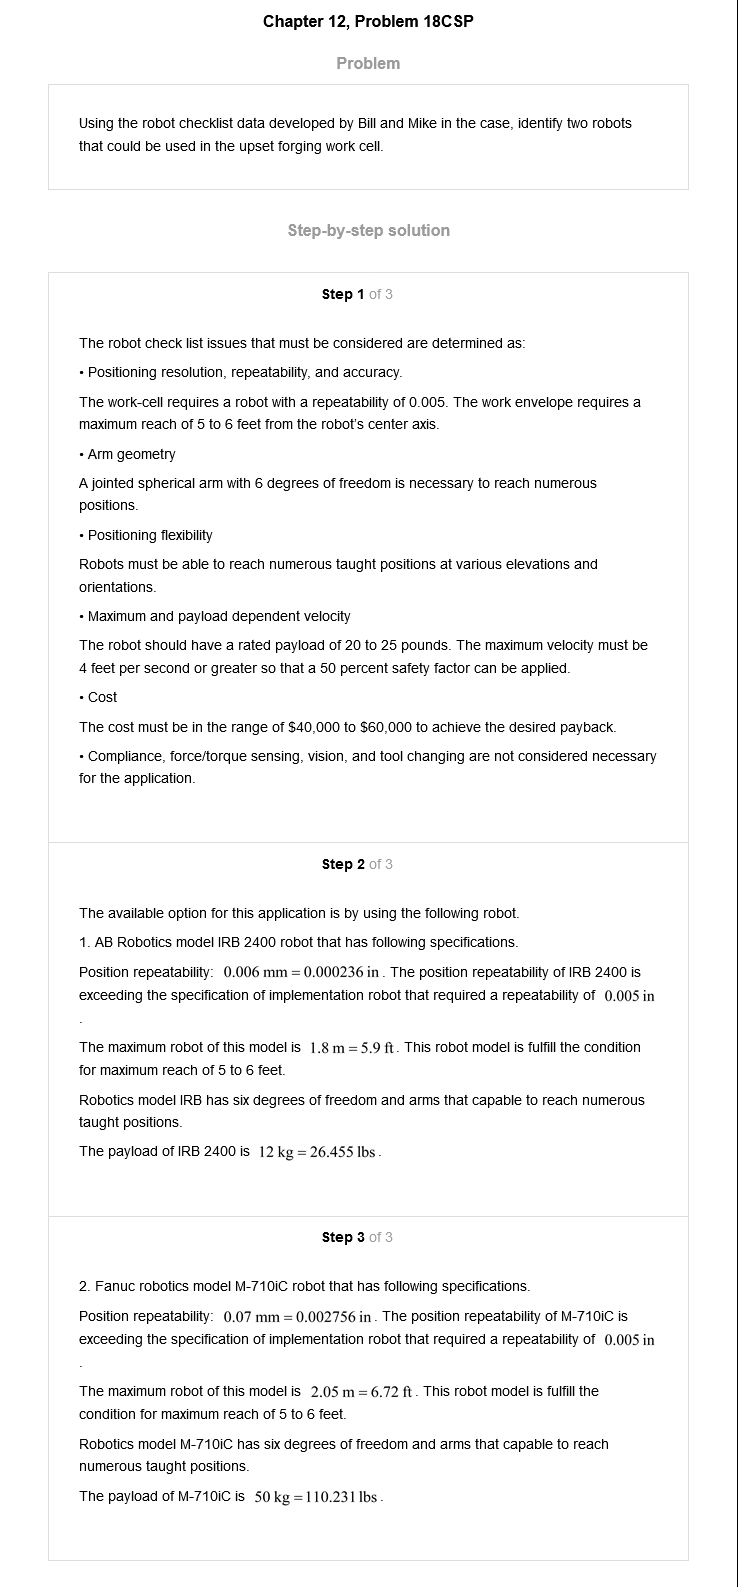 Chapter 12, Problem 18CSP
Problem
Using the robot checklist data developed by Bill and Mike in the case, identify two robots
that could be used in the upset forging work cell.
Step-by-step solution
Step 1 of 3
The robot check list issues that must be considered are determined as:
• Positioning resolution, repeatability, and accuracy.
The work-cell requires a robot with a repeatability of 0.005. The work envelope requires a
maximum reach of 5 to 6 feet from the robot's center axis.
• Arm geometry
A jointed spherical arm with 6 degrees of freedom is necessary to reach numerous
positions.
• Positioning flexibility
Robots must be able to reach numerous taught positions at various elevations and
orientations.
• Maximum and payload dependent velocity
The robot should have a rated payload of 20 to 25 pounds. The maximum velocity must be
4 feet per second or greater so that a 50 percent safety factor can be applied.
• Cost
The cost must be in the range of $40,000 to $60,000 to achieve the desired payback.
• Compliance, force/torque sensing, vision, and tool changing are not considered necessary
for the application.
Step 2 of 3
The available option for this application is by using the following robot.
1. AB Robotics model IRB 2400 robot that has following specifications.
Position repeatability: 0.006 mm = 0.000236 in . The position repeatability of IRB 2400 is
exceeding the specification of implementation robot that required a repeatability of 0.005 in
.
The maximum robot of this model is 1.8 m = 5.9 ft . This robot model is fulfill the condition
for maximum reach of 5 to 6 feet.
Robotics model IRB has six degrees of freedom and arms that capable to reach numerous
taught positions.
The payload of IRB 2400 is 12 kg = 26.455 lbs .
Step 3 of 3
2. Fanuc robotics model M-710iC robot that has following specifications.
Position repeatability: 0.07 mm = 0.002756 in . The position repeatability of M-710iC is
exceeding the specification of implementation robot that required a repeatability of 0.005 in
.
The maximum robot of this model is 2.05 m = 6.72 ft . This robot model is fulfill the
condition for maximum reach of 5 to 6 feet.
Robotics model M-710iC has six degrees of freedom and arms that capable to reach
numerous taught positions.
The payload of M-710iC is 50 kg = 110.231 lbs .